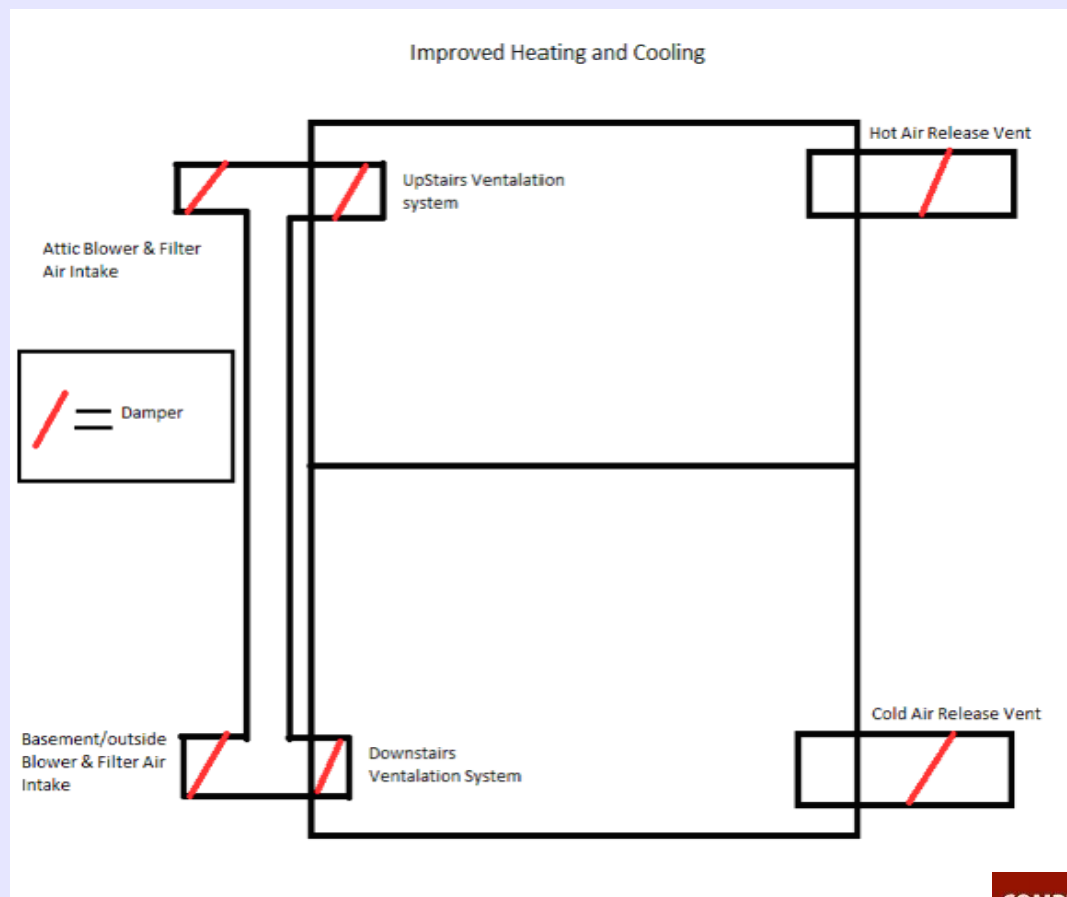 Improved Heating and Cooling
Hot Air Release Vent
UpStairs Ventalatiion
system
Attic Blower & Filter
Air Intake
Damper
Cold Air Release Vent
Basement/outside
Blower & Filter Air
Intake
Downstairs
Ventalation System